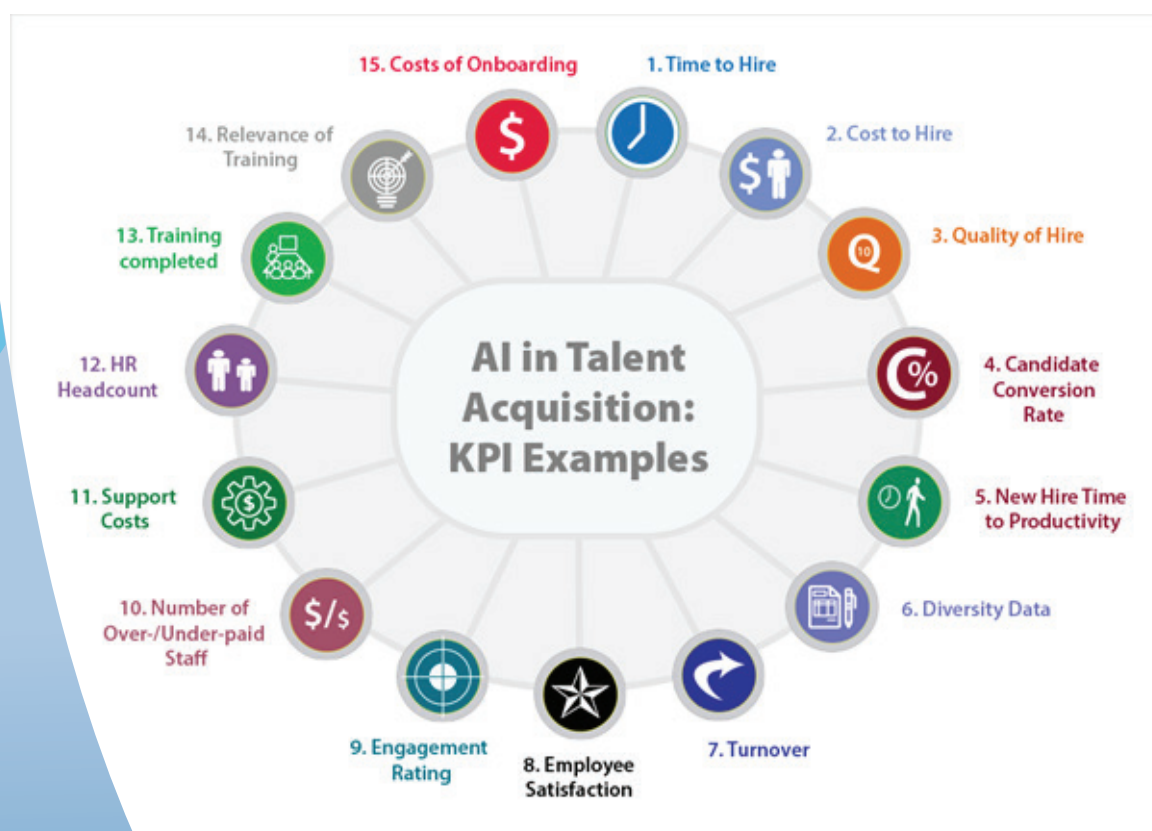 AI in Talent
Acquisition:
KPI Examples
1. Time to Hire
2. Cost to Hire
$
3. Quality of Hire
Q
10
4. Candidate
Conversion
Rate
C%
5. New Hire Time
to Productivity
6. Diversity Data
7. Turnover
8. Employee
Satisfaction
9. Engagement
Rating
10. Number of
Over-/Under-paid
Staff
$/$
11. Support
Costs
$
12. HR
Headcount
13. Training
completed
14. Relevance of
Training
15. Costs of Onboarding
$